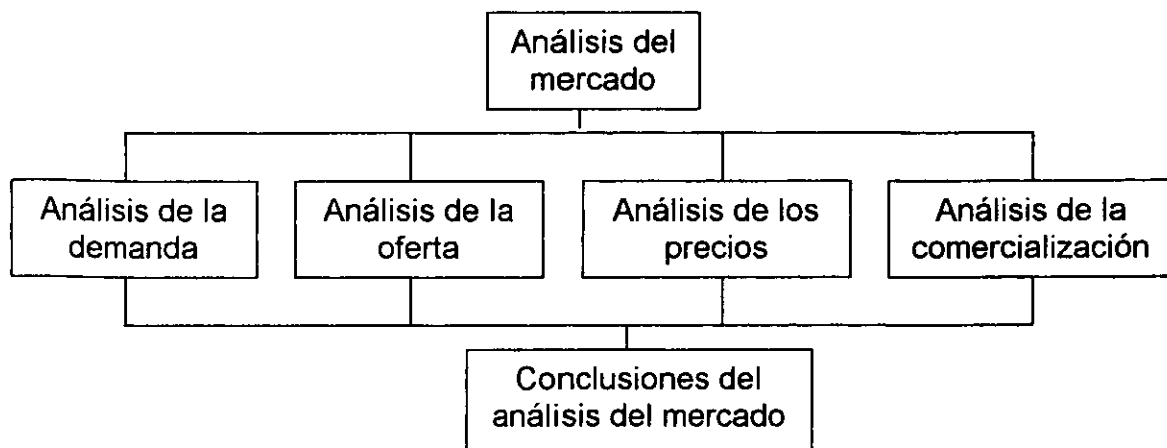 Análisis del
mercado
Análisis de la
demanda
Análisis de la
oferta
Análisis de los
precios
Análisis de la
comercialización
Conclusiones del
análisis del mercado